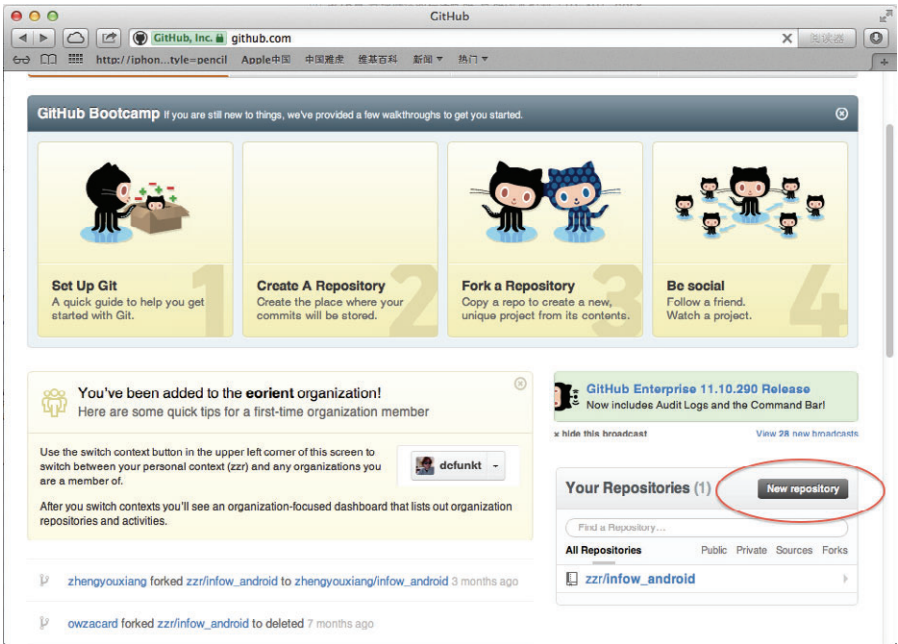 GitHub
GitHub, Inc. github.com 阅读器
http://iphon...tyle=pencil Apple中国 中国雅虎 维基百科 新闻 热门
GitHub Bootcamp If you are still new to things, we've provided a few walkthroughs to get you started.
1
Set Up Git
A quick guide to help you get
started with Git.
2
Create A Repository
Create the place where your
commits will be stored.
3
Fork a Repository
Copy a repo to create a new,
unique project from its contents.
4
Be social
Follow a friend.
Watch a project.
You've been added to the eorient organization!
Here are some quick tips for a first-time organization member
Use the switch context button in the upper left corner of this screen to
switch between your personal context (zzr) and any organizations you
are a member of.
defunkt
After you switch contexts you'll see an organization-focused dashboard that lists out organization
repositories and activities.
zhengyouxiang forked zzr/infow_android to zhengyouxiang/infow_android 3 months ago
owzacard forked zzr/infow_android to deleted 7 months ago
GitHub Enterprise 11.10.290 Release
Now includes Audit Logs and the Command Bar!
x hide this broadcast View 28 new broadcasts
Your Repositories (1) New repository
Find a Repository...
All Repositories Public Private Sources Forks
zzr/infow_android